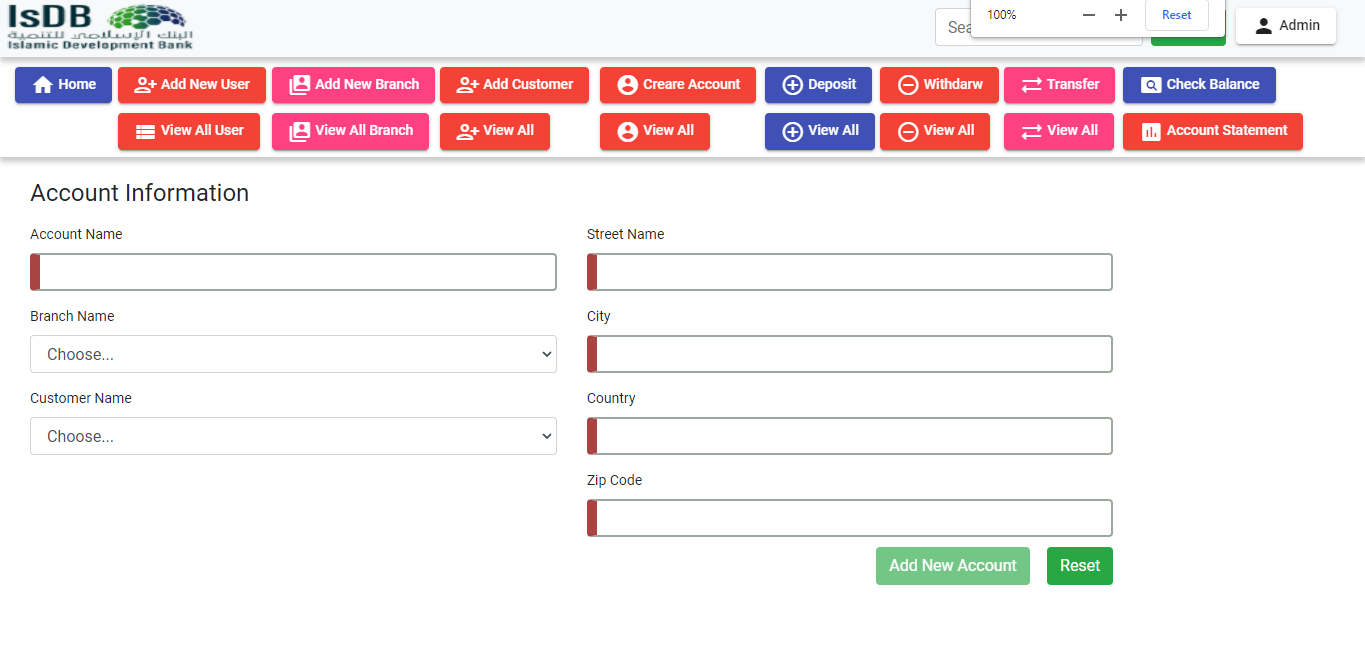 IsDB
البنك الإسلامي للتنمية
Islamic Development Bank
100%
Reset
Sea
Admin
Home
Add New User
Add New Branch
Add Customer
Creare Account
Deposit
Withdarw
Transfer
Check Balance
View All User
View All Branch
View All
View All
View All
View All
View All
Account Statement
Account Information
Account Name
Street Name
Branch Name
City
Choose...
Customer Name
Country
Choose...
Zip Code
Add New Account
Reset